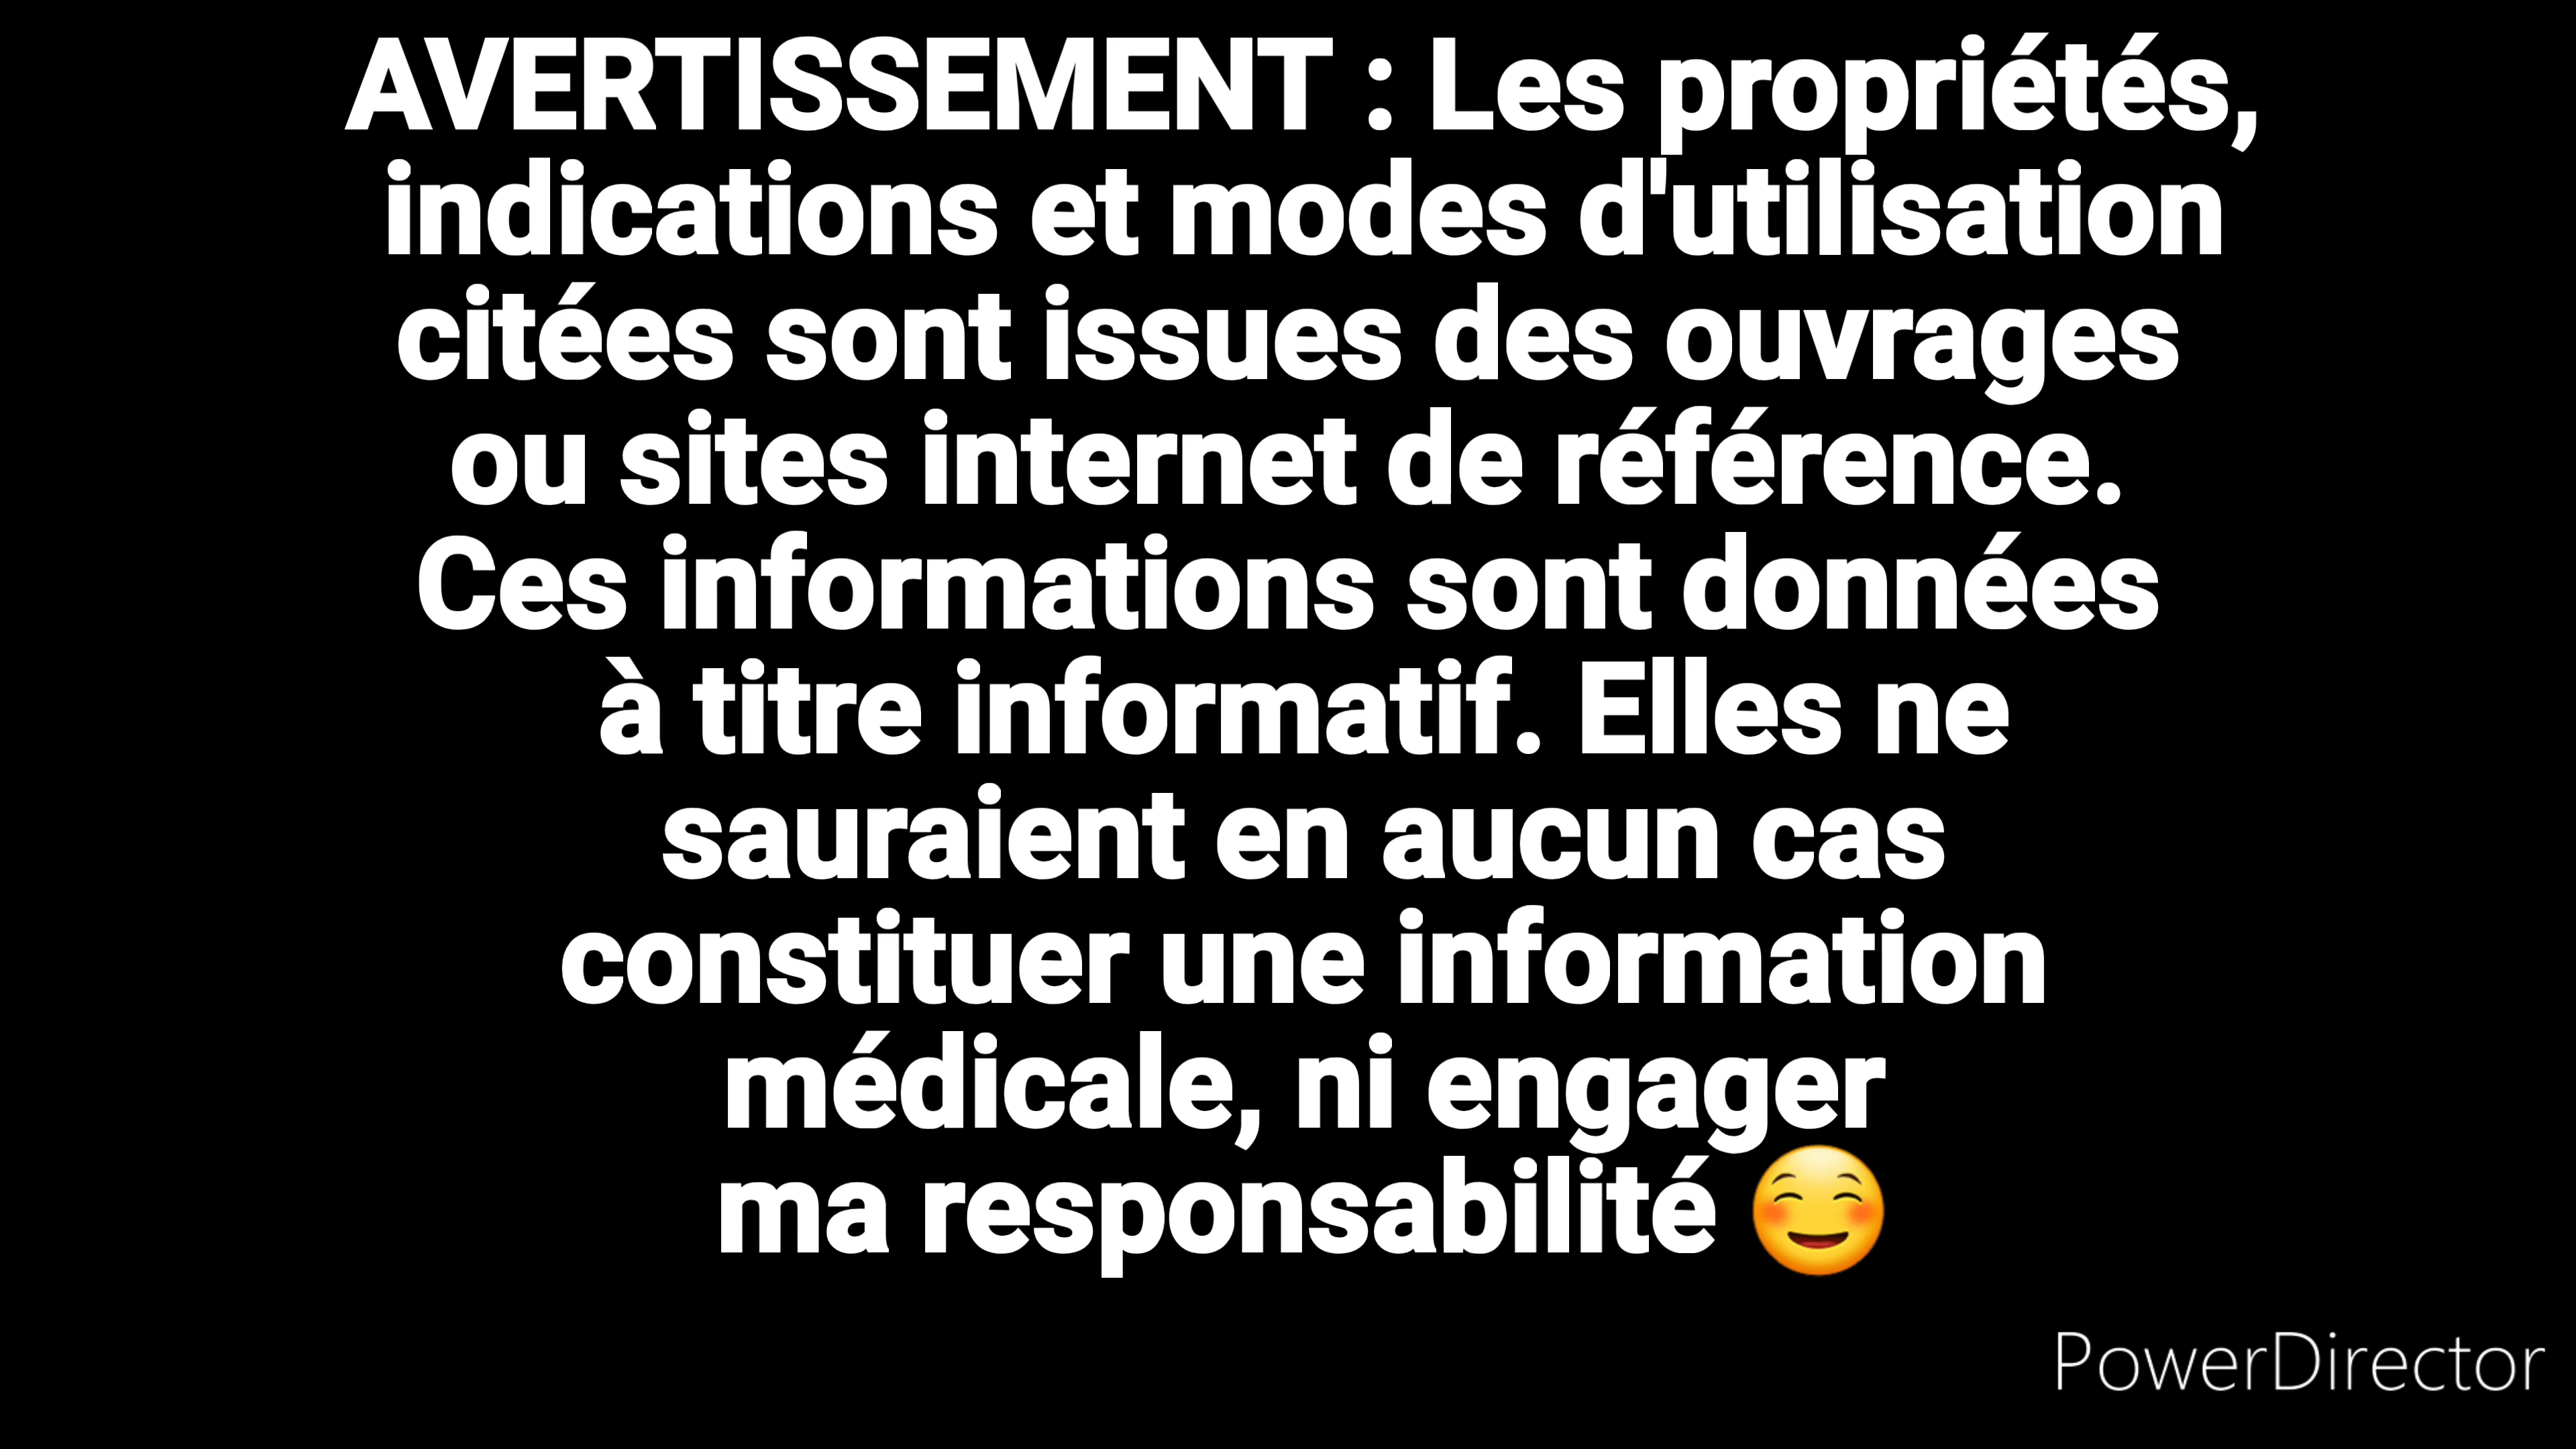 AVERTISSEMENT : Les propriétés,
indications et modes d'utilisation
citées sont issues des ouvrages
ou sites internet de référence.
Ces informations sont données
à titre informatif. Elles ne
sauraient en aucun cas
constituer une information
médicale, ni engager
ma responsabilité 😊
PowerDirector